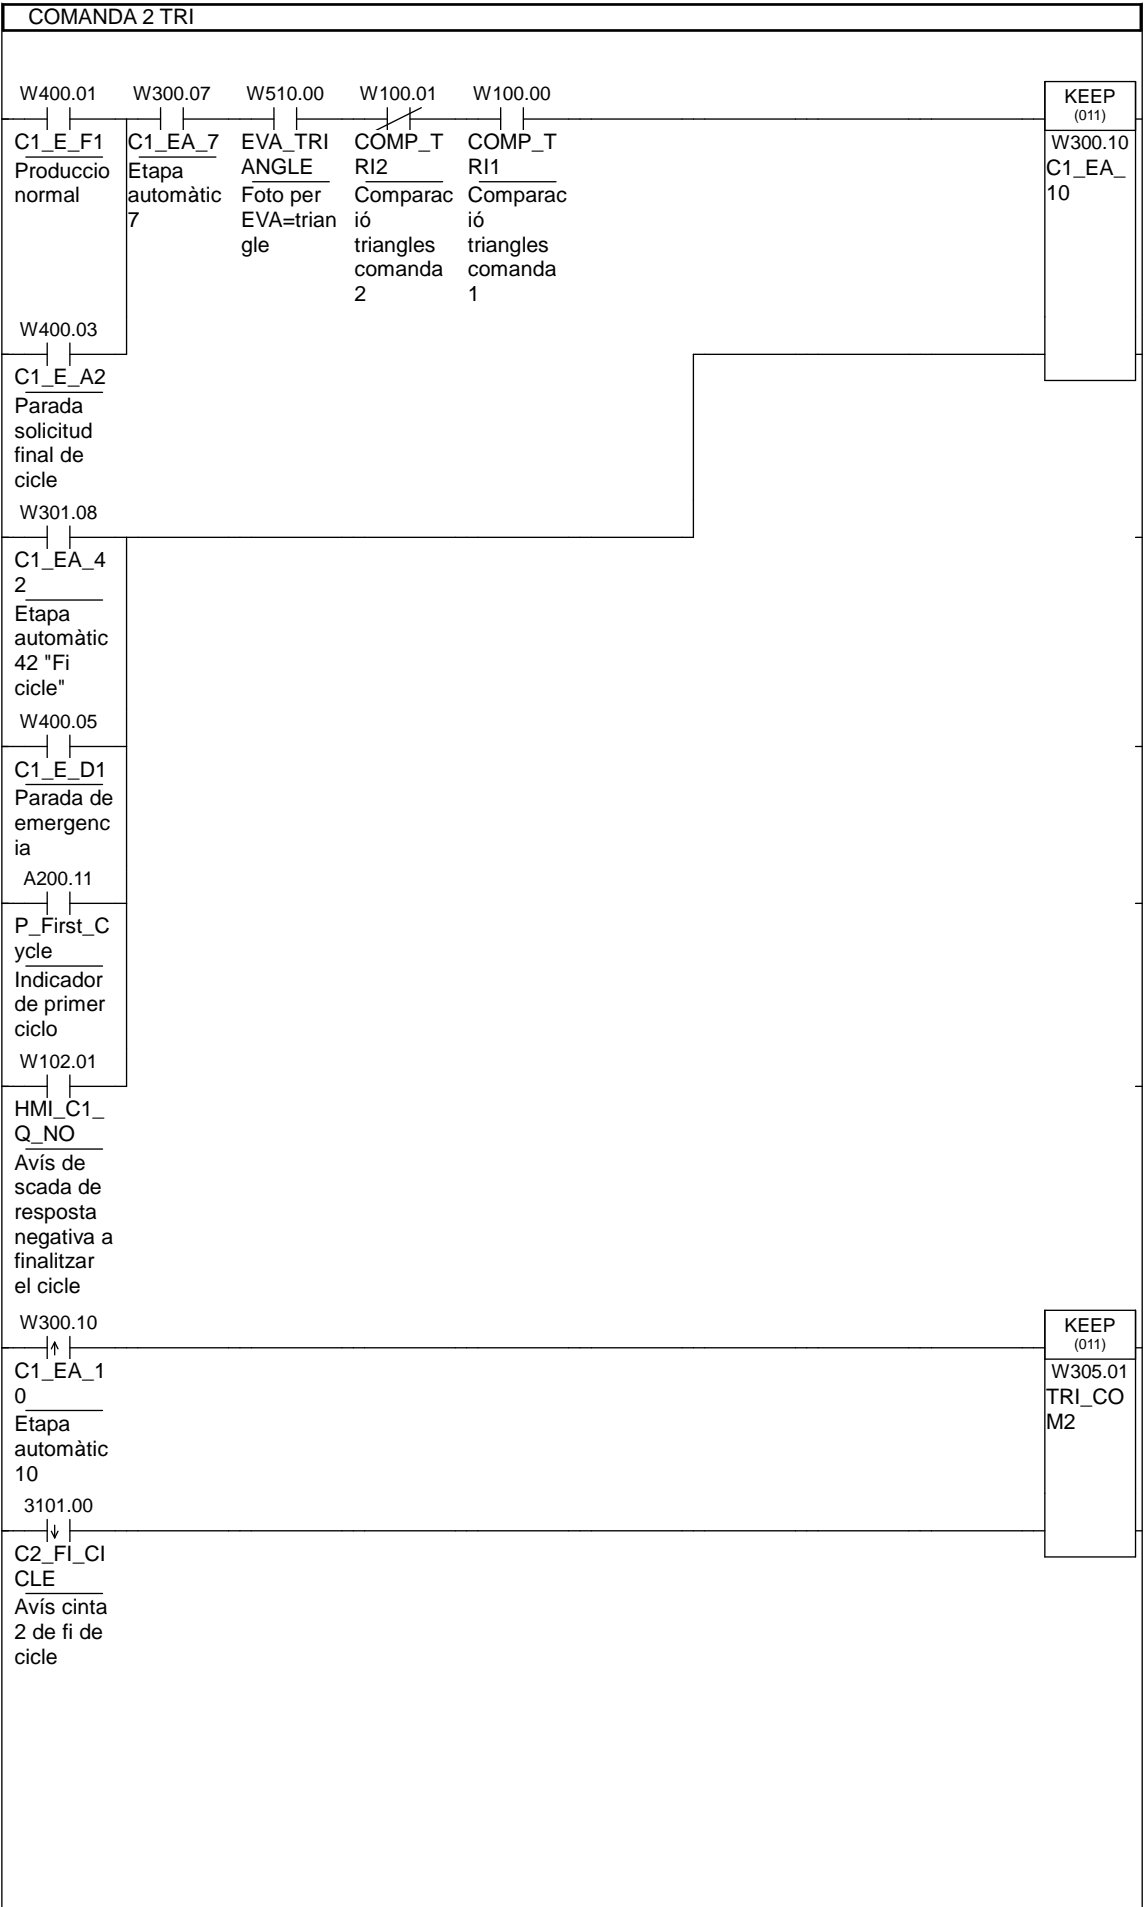 COMANDA 2 TRI
W400.01 W300.07 W510.00 W100.01 W100.00
KEEP
(011)
C1_E_F1
Produccio
normal
C1_EA_7
Etapa
automàtic
7
EVA_TRI
ANGLE
Foto per
EVA=trian
gle
COMP_T
RI2
Comparac
ió
triangles
comanda
2
COMP_T
RI1
Comparac
ió
triangles
comanda
1
W300.10
C1_EA_
10
W400.03
C1_E_A2
Parada
solicitud
final de
cicle
W301.08
C1_EA_4
2
Etapa
automàtic
42 "Fi
cicle"
W400.05
C1_E_D1
Parada de
emergenc
ia
A200.11
P_First_C
ycle
Indicador
de primer
ciclo
W102.01
HMI_C1_
Q_NO
Avís de
scada de
resposta
negativa a
finalitzar
el cicle
W300.10
C1_EA_1
0
Etapa
automàtic
10
KEEP
(011)
W305.01
TRI_CO
M2
3101.00
C2_FI_CI
CLE
Avís cinta
2 de fi de
cicle